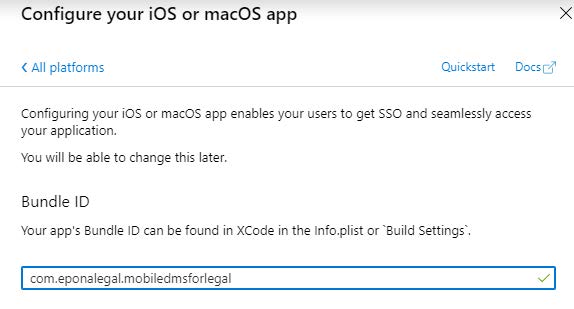 Configure your iOS or macOS app
All platforms
Quickstart Docs
Configuring your iOS or macOS app enables your users to get SSO and seamlessly access
your application.
You will be able to change this later.
Bundle ID
Your app's Bundle ID can be found in XCode in the Info.plist or `Build Settings`.
com.eponalegal.mobiledmsforlegal